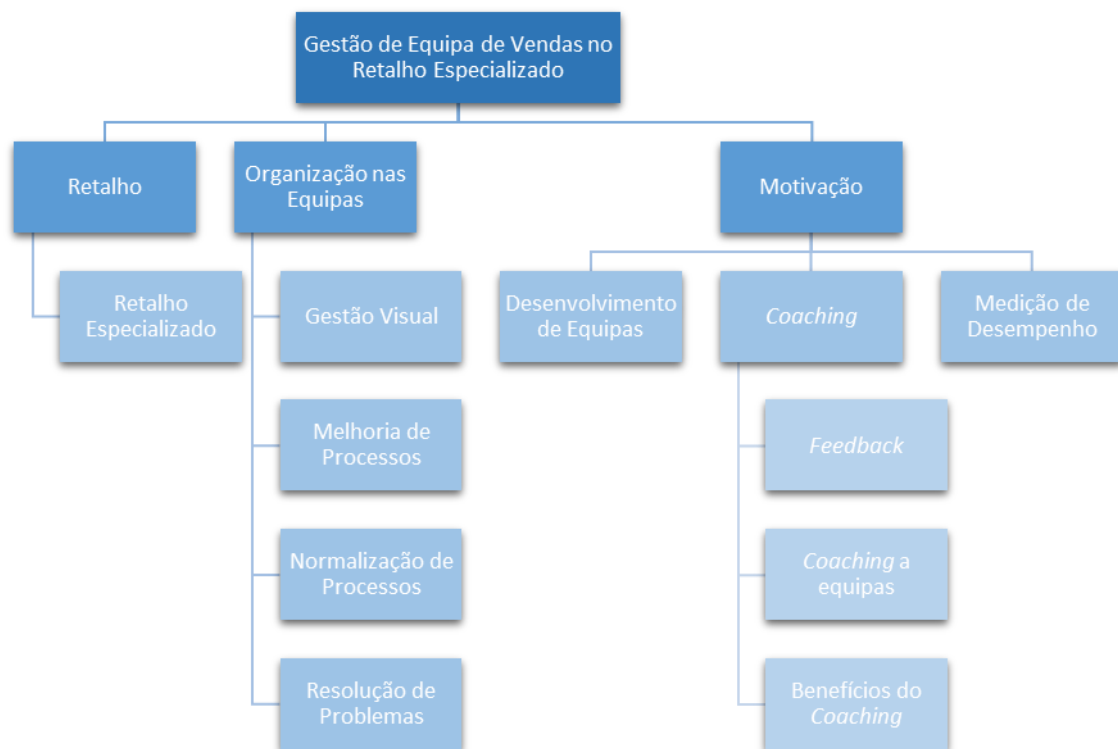 Gestão de Equipa de Vendas no
Retalho Especializado
Retalho
Organização nas
Equipas
Motivação
Retalho
Especializado
Gestão Visual
Desenvolvimento
de Equipas
Coaching
Medição de
Desempenho
Melhoria de
Processos
Feedback
Normalização de
Processos
Coaching a
equipas
Resolução de
Problemas
Benefícios do
Coaching